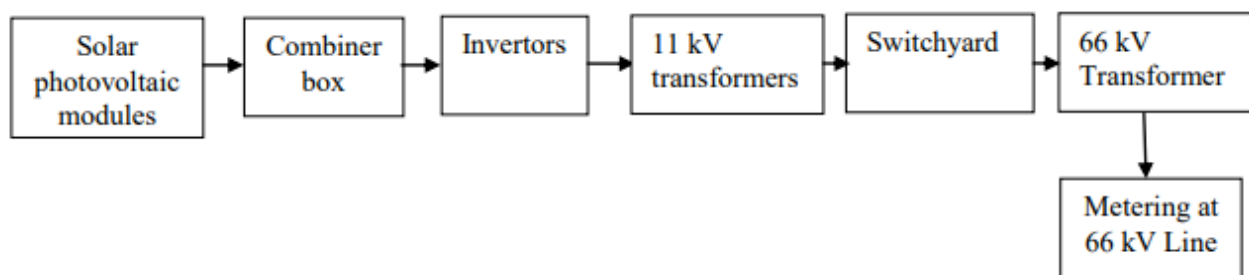 Solar
photovoltaic
modules
Combiner
box
Invertors
11 kV
transformers
Switchyard
66 kV
Transformer
Metering at
66 kV Line